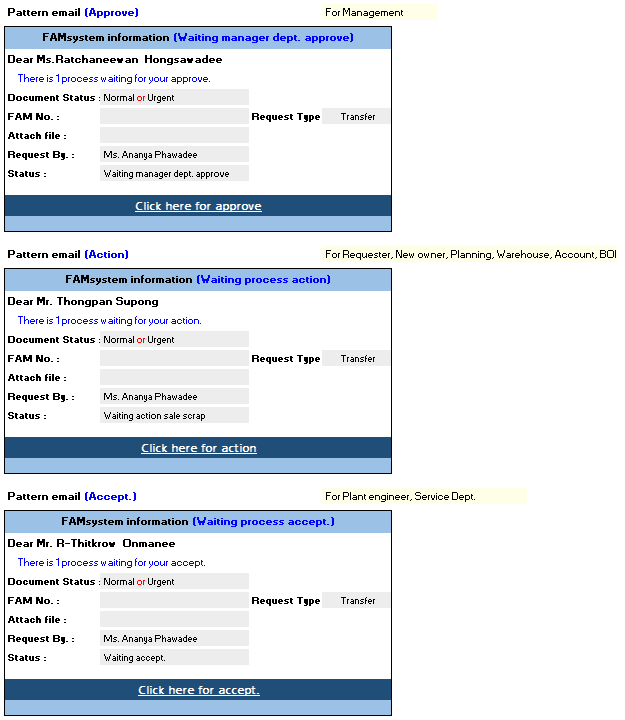 Pattern email (Approve) For Management
FAMsystem information (Waiting manager dept. approve)
Dear Ms.Ratchaneewan Hongsawadee
There is 1 process waiting for your approve.
Document Status : Normal or Urgent
FAM No. : Request Type Transfer
Attach file :
Request By. : Ms. Ananya Phawadee
Status : Waiting manager dept. approve
Click here for approve
Pattern email (Action) For Requester, New owner, Planning, Warehouse, Account, BOI
FAMsystem information (Waiting process action)
Dear Mr. Thongpan Supong
There is 1 process waiting for your action.
Document Status : Normal or Urgent
FAM No. : Request Type Transfer
Attach file :
Request By. : Ms. Ananya Phawadee
Status : Waiting action sale scrap
Click here for action
Pattern email (Accept.) For Plant engineer, Service Dept.
FAMsystem information (Waiting process accept.)
Dear Mr. R-Thitkrow Onmanee
There is 1 process waiting for your accept.
Document Status : Normal or Urgent
FAM No. : Request Type Transfer
Attach file :
Request By. : Ms. Ananya Phawadee
Status : Waiting accept.
Click here for accept.